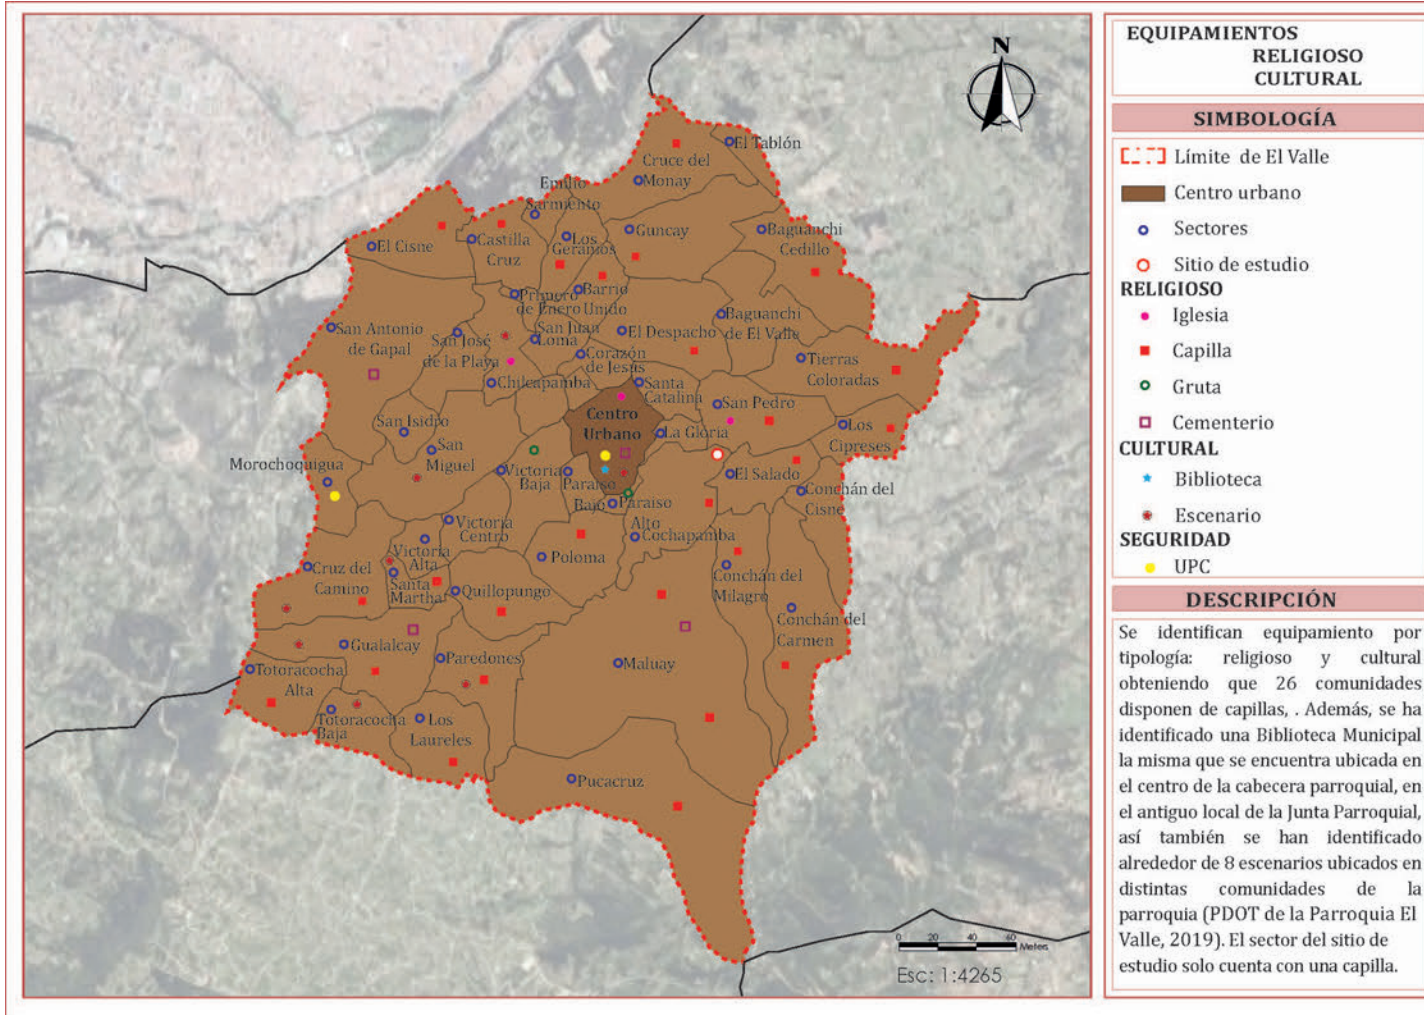 N
El Tablón
Cruce del
Monay
Emilio
Sarmiento
Guncay
Baguanchi
Cedillo
El Cisne
Castilla
Cruz
Los
Geranios
Primero
de Enero
Barrio
Unido
San Antonio
de Gapal
San José
de la Playa
San Juan
Loma
El Despacho
Baguanchi
de El Valle
Corazón
de Jesús
Tierras
Coloradas
Chilcapamba
Santa
Catalina
San Pedro
Centro
Urbano
La Gloria
Los
Cipreses
San Isidro
San
Miguel
Morochoquigua
Victoria
Baja
Paraiso
Bajo
El Salado
Conchán del
Cisne
Paraiso
Alto
Victoria
Centro
Cochapamba
Victoria
Alta
Poloma
Cruz del
Camino
Santa
Martha
Quillopungo
Conchán del
Milagro
Conchán del
Carmen
Gualalcay
Paredones
Maluay
Totoracocha
Alta
Totoracocha
Baja
Los
Laureles
Pucacruz
0 20 40 60
Meters
Esc: 1:4265
EQUIPAMIENTOS
RELIGIOSO
CULTURAL
SIMBOLOGÍA
Límite de El Valle
Centro urbano
Sectores
Sitio de estudio
RELIGIOSO
Iglesia
Capilla
Gruta
Cementerio
CULTURAL
Biblioteca
Escenario
SEGURIDAD
UPC
DESCRIPCIÓN
Se identifican equipamiento por
tipología: religioso y cultural
obteniendo que 26 comunidades
disponen de capillas, . Además, se ha
identificado una Biblioteca Municipal
la misma que se encuentra ubicada en
el centro de la cabecera parroquial, en
el antiguo local de la Junta Parroquial,
así también se han identificado
alrededor de 8 escenarios ubicados en
distintas comunidades de la
parroquia (PDOT de la Parroquia El
Valle, 2019). El sector del sitio de
estudio solo cuenta con una capilla.